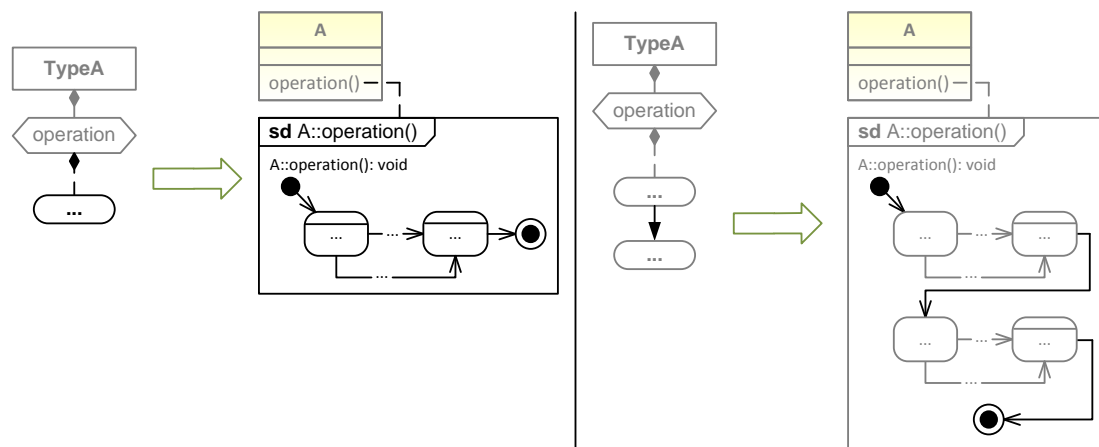 TypeA
operation
...
A
operation()
sd A::operation()
A::operation(): void
... ... ...
...
TypeA
operation
...
...
A
operation()
sd A::operation()
A::operation(): void
... ... ...
...
... ... ...
...